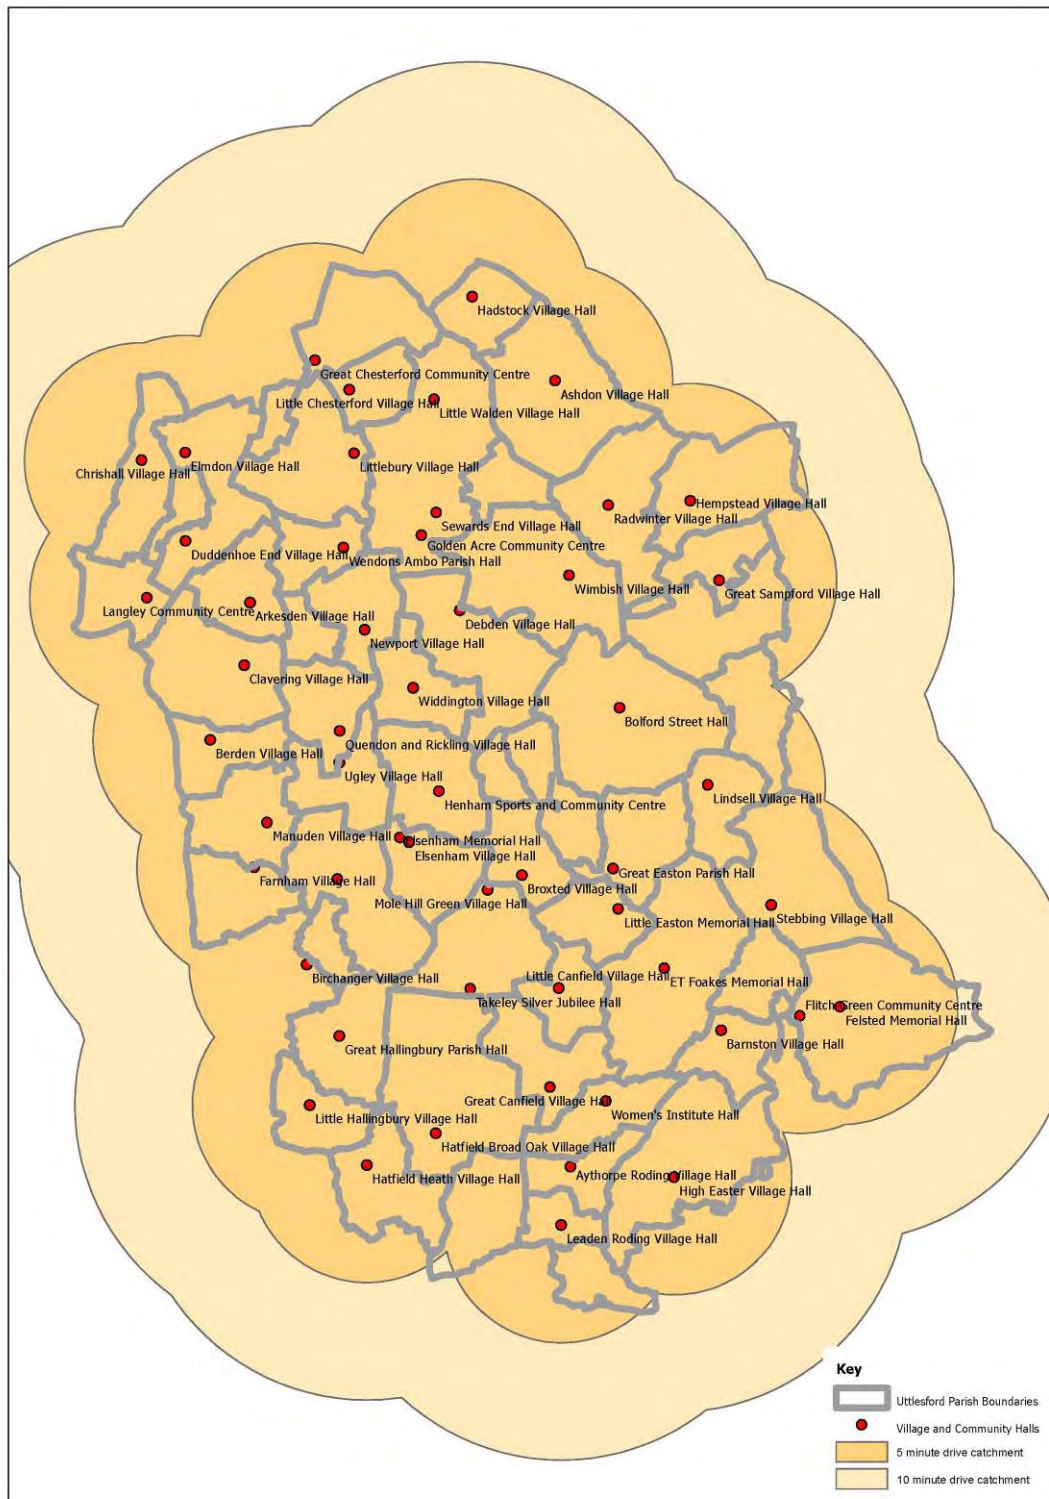 Hadstock Village Hall
Great Chesterford Community Centre
Ashdon Village Hall
Little Chesterford Village Hall
Little Walden Village Hall
Chrishall Village Hall
Elmdon Village Hall
Littlebury Village Hall
Hempstead Village Hall
Radwinter Village Hall
Sewards End Village Hall
Golden Acre Community Centre
Duddenhoe End Village Hall
Wendons Ambo Parish Hall
Wimbish Village Hall
Great Sampford Village Hall
Langley Community Centre
Arkesden Village Hall
Debden Village Hall
Newport Village Hall
Clavering Village Hall
Widdington Village Hall
Bolford Street Hall
Berden Village Hall
Quendon and Rickling Village Hall
Ugley Village Hall
Lindsell Village Hall
Henham Sports and Community Centre
Manuden Village Hall
Elsenham Memorial Hall
Elsenham Village Hall
Great Easton Parish Hall
Farnham Village Hall
Broxted Village Hall
Mole Hill Green Village Hall
Little Easton Memorial Hall
Stebbing Village Hall
Birchanger Village Hall
Little Canfield Village Hall
ET Foakes Memorial Hall
Takeley Silver Jubilee Hall
Flitch Green Community Centre
Felsted Memorial Hall
Great Hallingbury Parish Hall
Barnston Village Hall
Great Canfield Village Hall
Little Hallingbury Village Hall
Women's Institute Hall
Hatfield Broad Oak Village Hall
Hatfield Heath Village Hall
Aythorpe Roding Village Hall
High Easter Village Hall
Leaden Roding Village Hall
Key
Uttlesford Parish Boundaries
Village and Community Halls
5 minute drive catchment
10 minute drive catchment